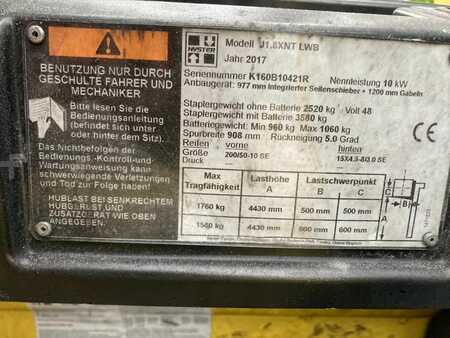 BENUTZUNG NUR DURCH
GESCHULTE FAHRER UND
MECHANIKER
Bitte lesen Sie die
Bedienungsanleitung
(befindet sich unter
diesem Deckel)
Das Nichtbefolgen der
Bedienungs-,Kontroll-und
Wartungsanweisung kann
schwerwiegende Verletzungen
und Tod zur Folge haben!
HUBLAST BEI SENKRECHTEM
HUBGERÜST UND
ZUSATZGERÄT WIE OBEN
ANGEGEBEN
HYSTER
Modell J1.8XNT LWB
Jahr 2017
Seriennummer K160B10421R Nennleistung 10 kW
Anbaugerät: 977 mm Integrierter Seitenschieber + 1200 mm Gabeln
Staplergewicht ohne Batterie 2520 kg Volt 48
Staplergewicht mit Batterie 3580 kg
Batteriegewicht: Min 960 kg Max 1060 kg
Spurbreite 908 mm Rückneigung 5.0 Grad
Reifen vorne hinten
Größe 200/50-10 SE 15X4.5-8/3.0 SE
Druck
Max Tragfähigkeit Lasthöhe A Lastschwerpunkt B C
1760 kg 4430 mm 500 mm 500 mm
1560 kg 4430 mm 600 mm 600 mm
CE
C
B
A